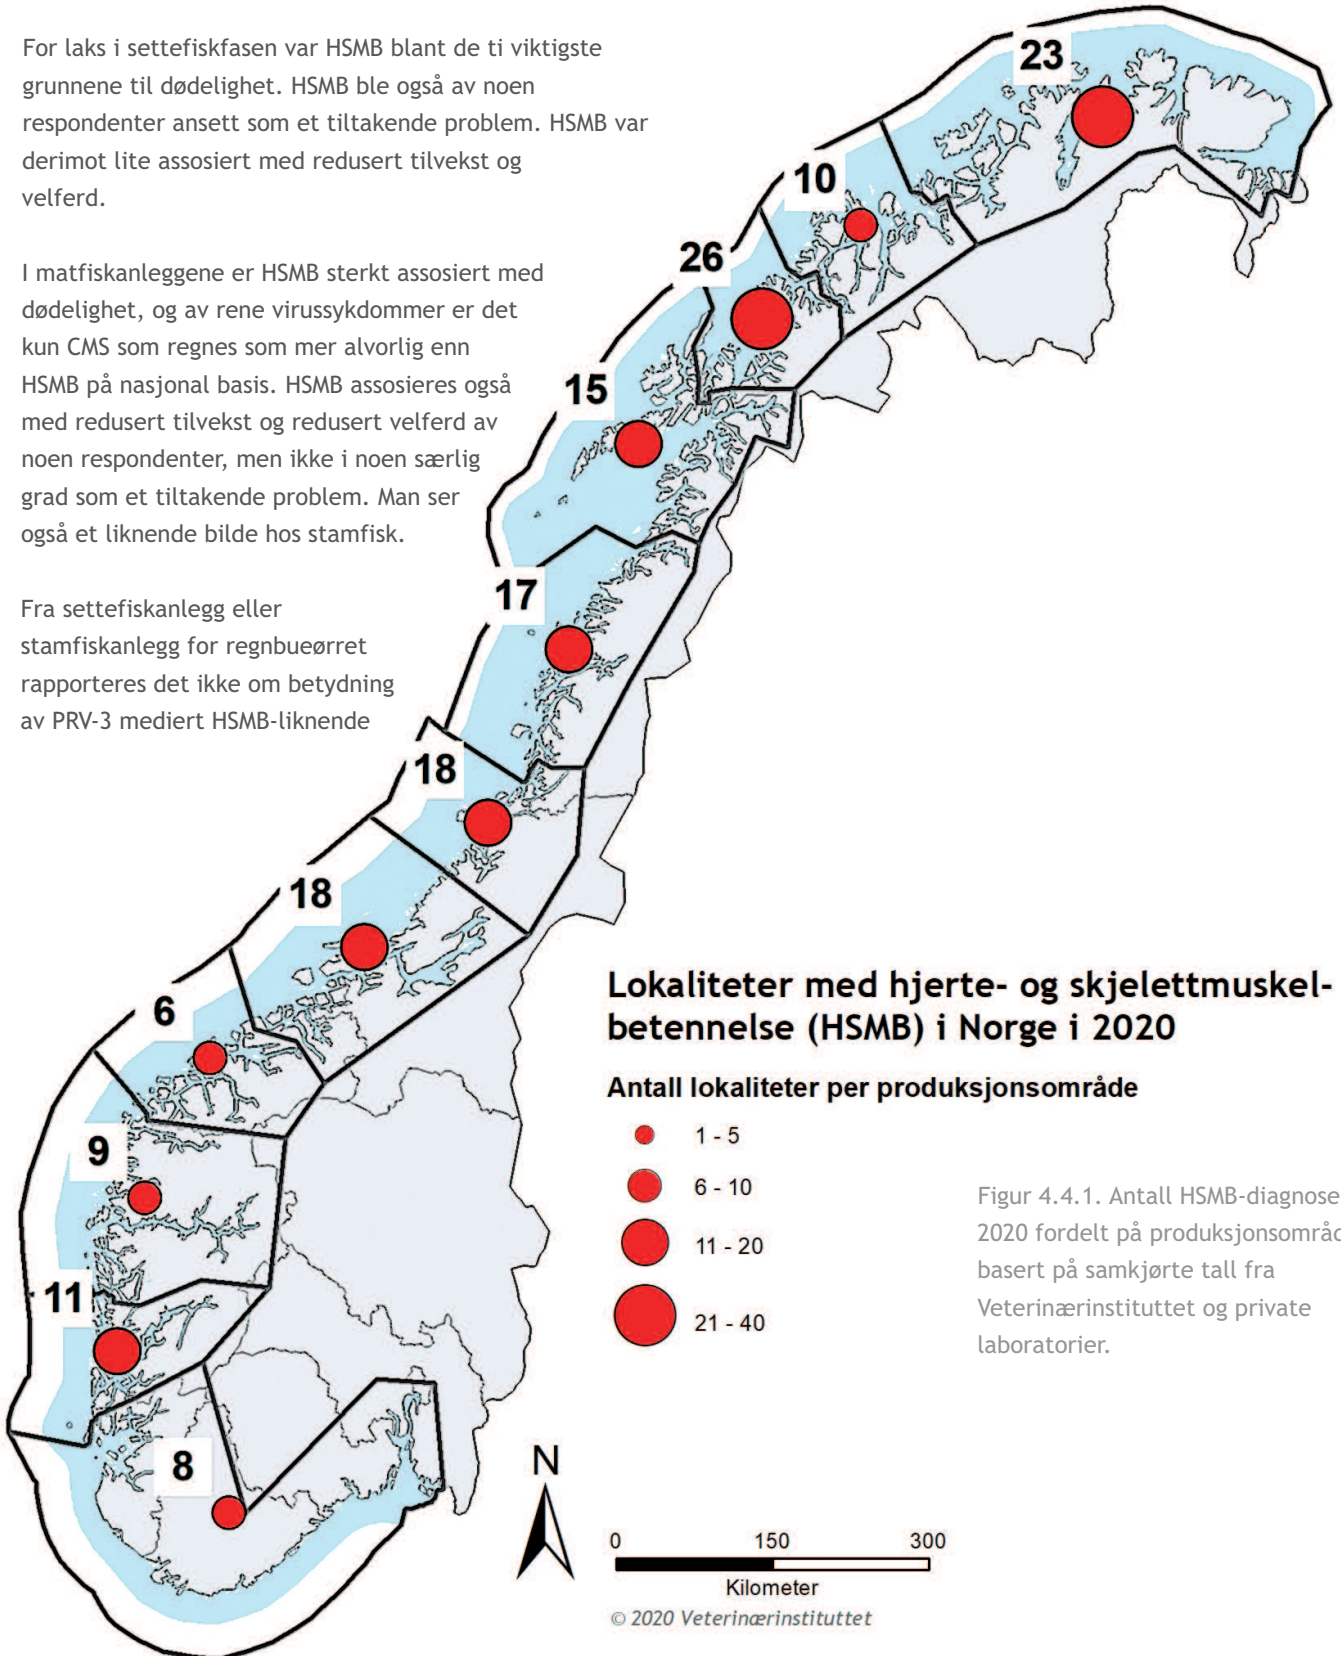 For laks i settefiskfasen var HSMB blant de ti viktigste
grunnene til dødelighet. HSMB ble også av noen
respondenter ansett som et tiltakende problem. HSMB var
derimot lite assosiert med redusert tilvekst og
velferd.
I matfiskanleggene er HSMB sterkt assosiert med
dødelighet, og av rene virussykdommer er det
kun CMS som regnes som mer alvorlig enn
HSMB på nasjonal basis. HSMB assosieres også
med redusert tilvekst og redusert velferd av
noen respondenter, men ikke i noen særlig
grad som et tiltakende problem. Man ser
også et liknende bilde hos stamfisk.
Fra settefiskanlegg eller
stamfiskanlegg for regnbueørret
rapporteres det ikke om betydning
av PRV-3 mediert HSMB-liknende
23
10
26
15
17
18
18
6
9
11
8
Lokaliteter med hjerte- og skjelettmuskel-
betennelse (HSMB) i Norge i 2020
Antall lokaliteter per produksjonsområde
1 - 5
6 - 10
11 - 20
21 - 40
Figur 4.4.1. Antall HSMB-diagnose
2020 fordelt på
basert på samkjørte tall fra
Veterinærinstituttet og private
laboratorier.
N
0 150 300
Kilometer
© 2020 Veterinærinstituttet